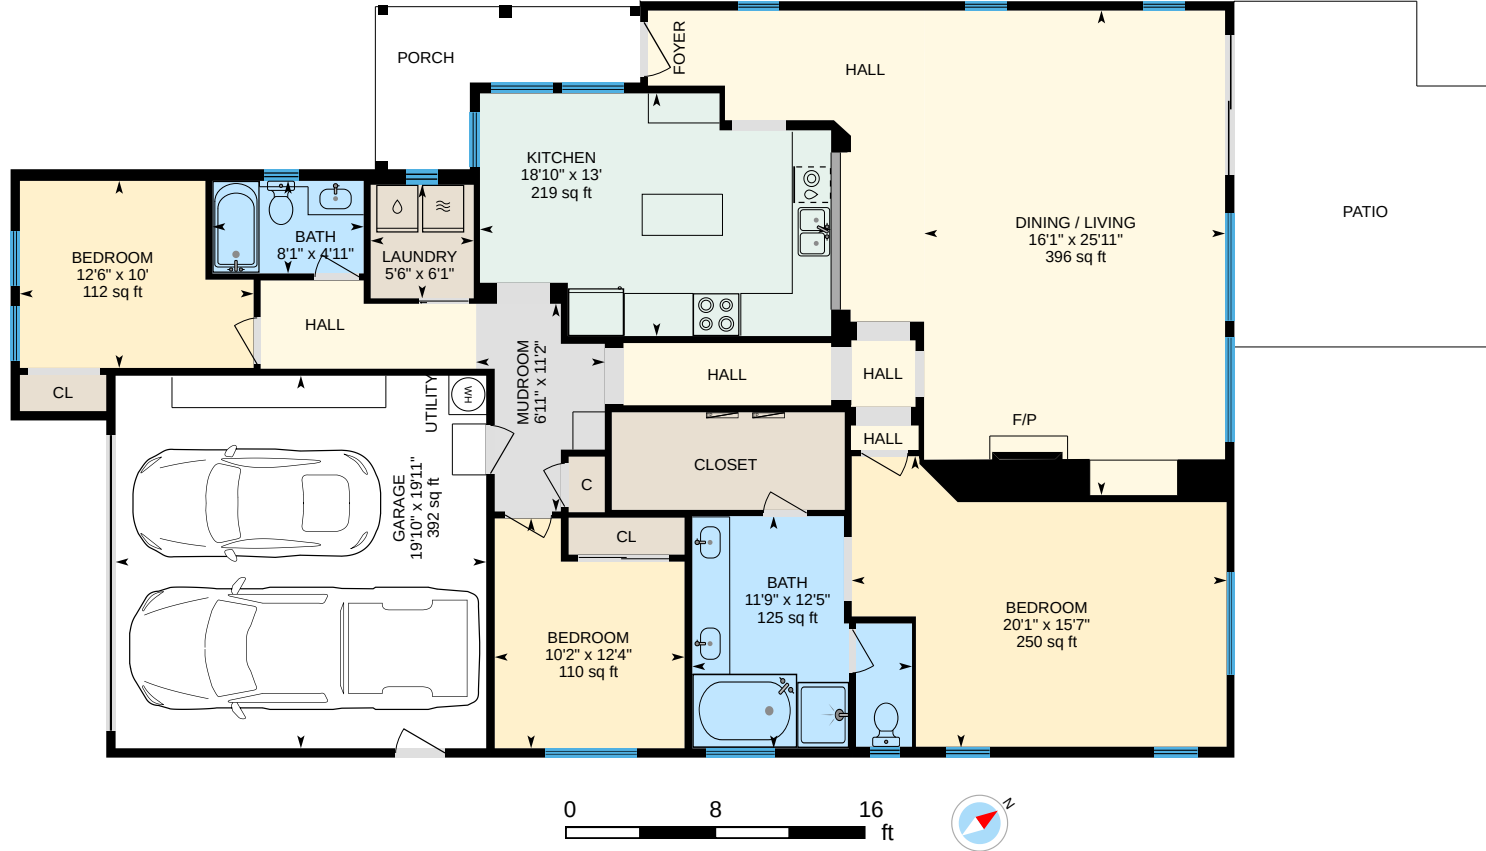 PORCH
FOYER
HALL
KITCHEN
18'10" x 13'
219 sq ft
DINING / LIVING
16'1" x 25'11"
396 sq ft
PATIO
BEDROOM
12'6" x 10'
112 sq ft
BATH
8'1" x 4'11"
LAUNDRY
5'6" x 6'1"
HALL
CL
UTILITY
WH
MUDROOM
6'11" x 11'2"
HALL
HALL
HALL
F/P
CLOSET
C
CL
GARAGE
19'10" x 19'11"
392 sq ft
BEDROOM
10'2" x 12'4"
110 sq ft
BATH
11'9" x 12'5"
125 sq ft
BEDROOM
20'1" x 15'7"
250 sq ft
0 8 16
ft
N